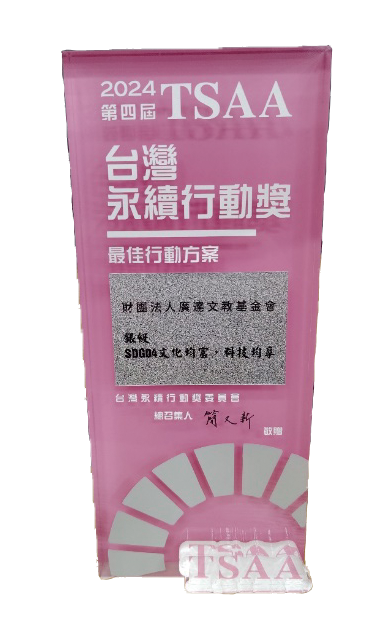 2024
第四屆 TSAA
台灣
永續行動獎
最佳行動方案
財團法人廣達文教基金會
銀級
SDG04文化均富，科技均享
台灣永續行動獎委員會
總召集人 簡又新
敬贈
TSAA